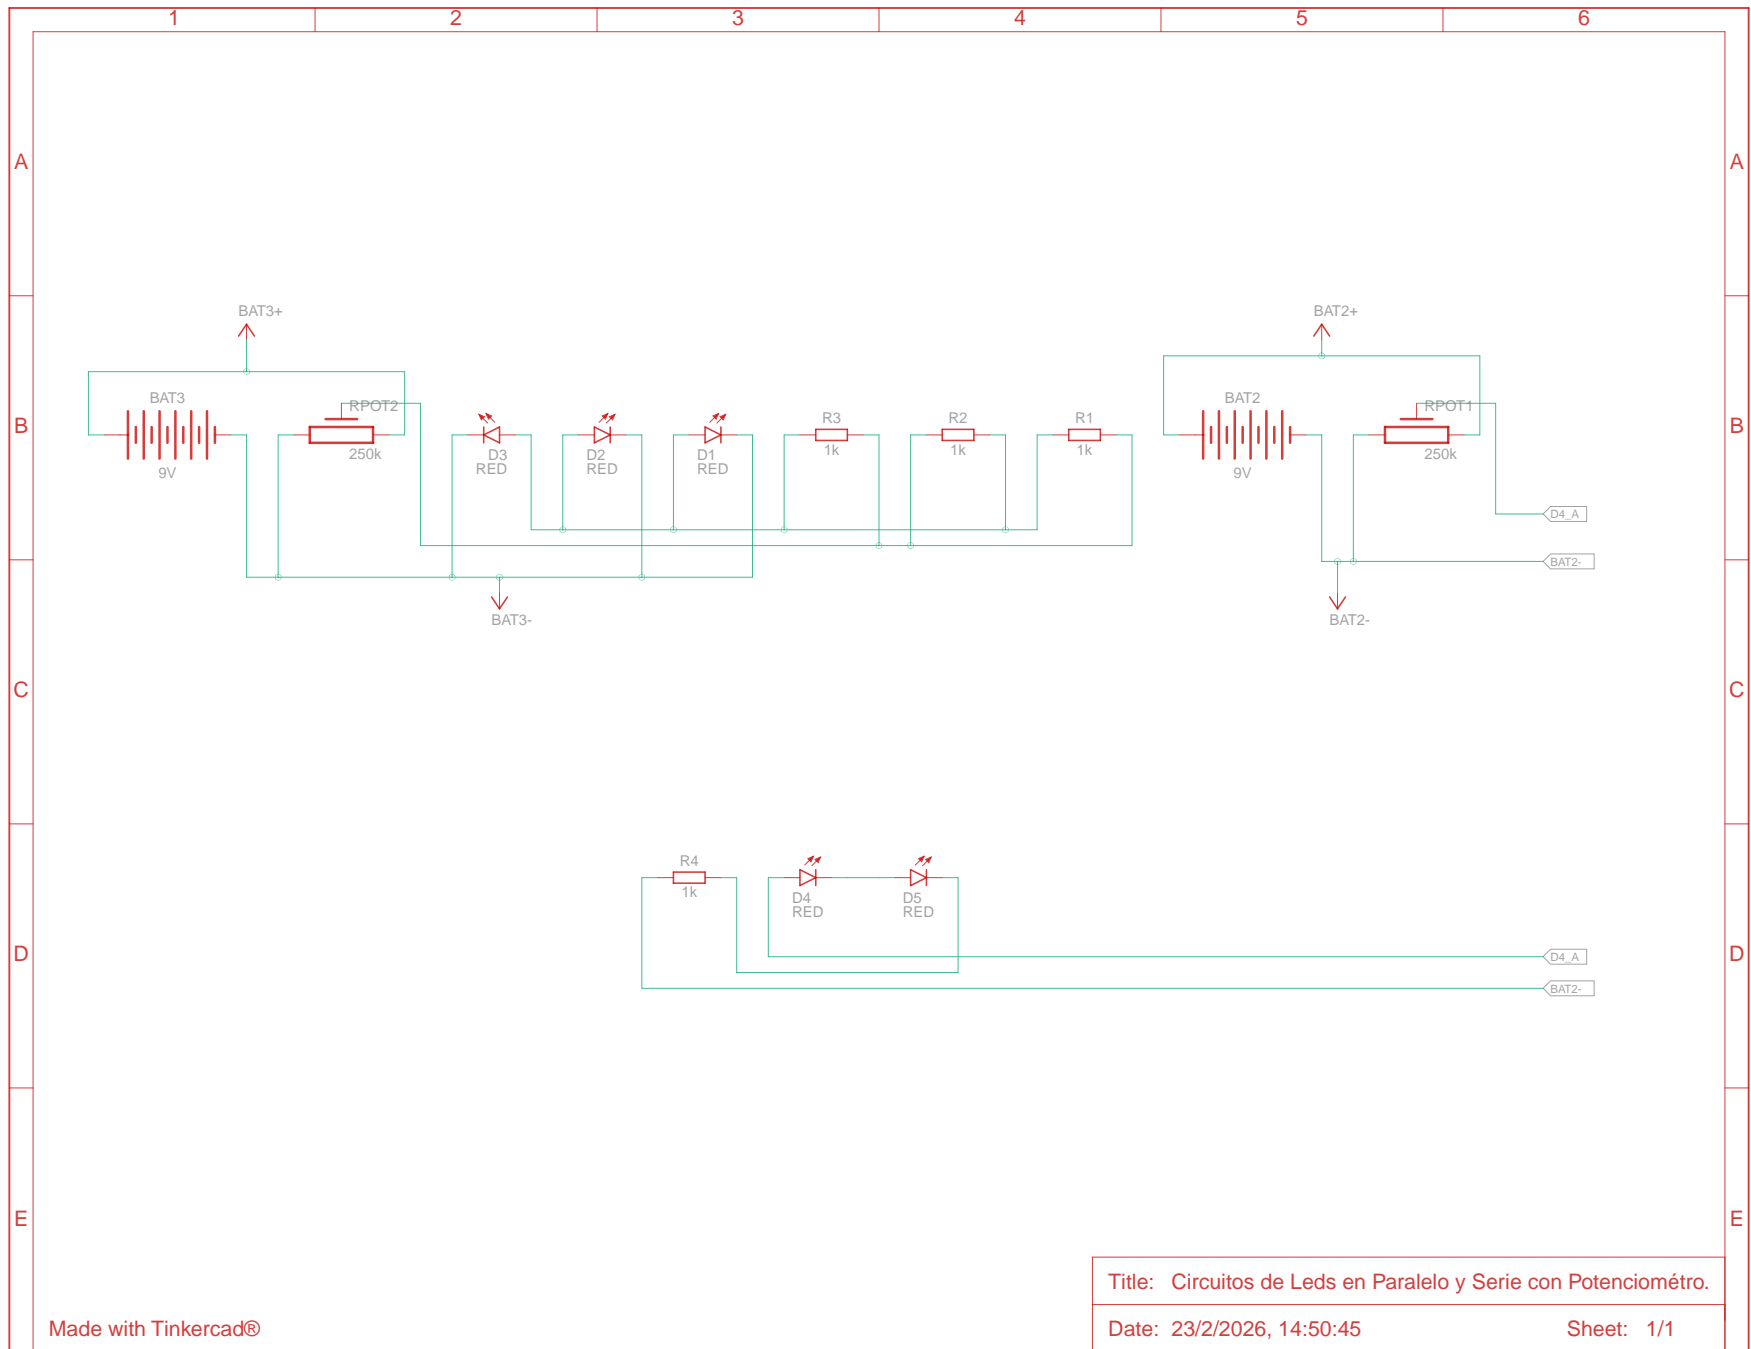 1 2 3 4 5 6
A A
BAT3+ BAT2+
BAT3 RPOT2 R3 R2 R1 BAT2 RPOT1
B B
9V 250k D3 D2 D1 1k 1k 1k 9V 250k
RED RED RED
D4_A
BAT2-
BAT3- BAT2-
C C
R4
1k D4 D5
RED RED
D D
D4_A
BAT2-
E E
Title: Circuitos de Leds en Paralelo y Serie con Potenciométro.
Made with Tinkercad® Date: 23/2/2026, 14:50:45 Sheet: 1/1